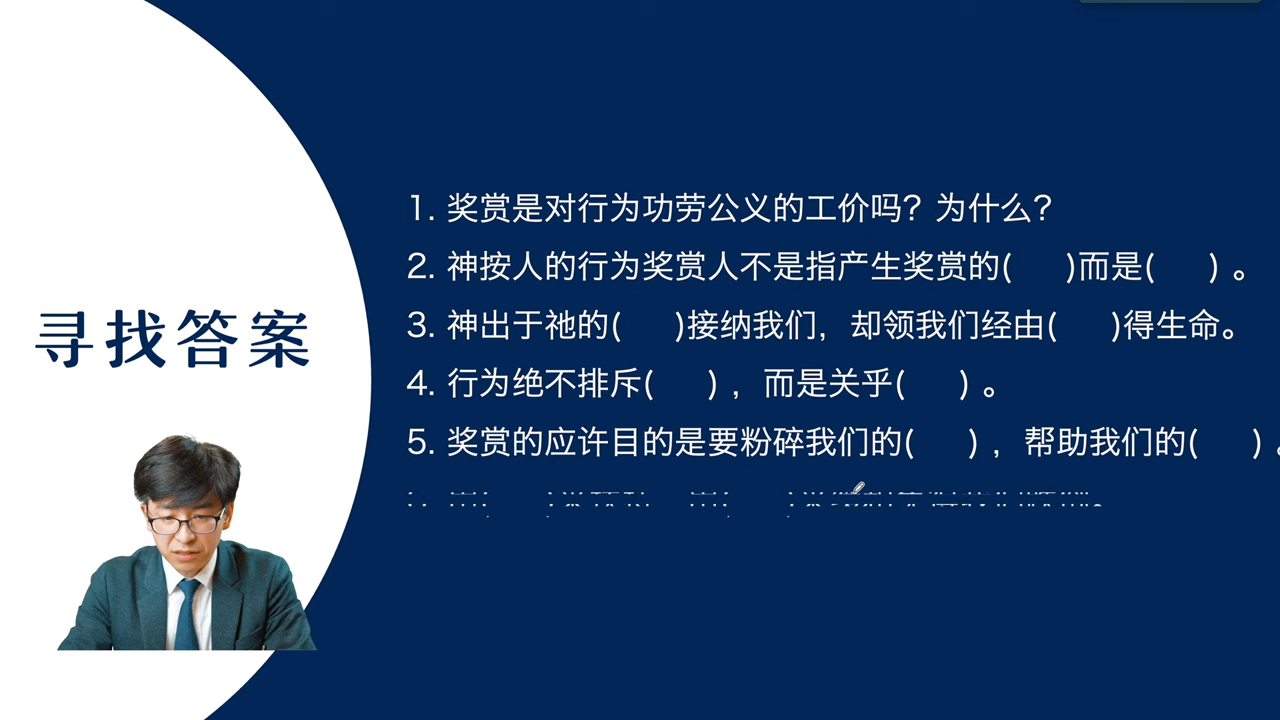 寻找答案
1. 奖赏是对行为功劳公义的工价吗？为什么？
2. 神按人的行为奖赏人不是指产生奖赏的(　　)而是(　　) 。
3. 神出于祂的(　　)接纳我们，却领我们经由(　　)得生命。
4. 行为绝不排斥(　　) ，而是关乎(　　) 。
5. 奖赏的应许目的是要粉碎我们的(　　) ，帮助我们的(　　) 。